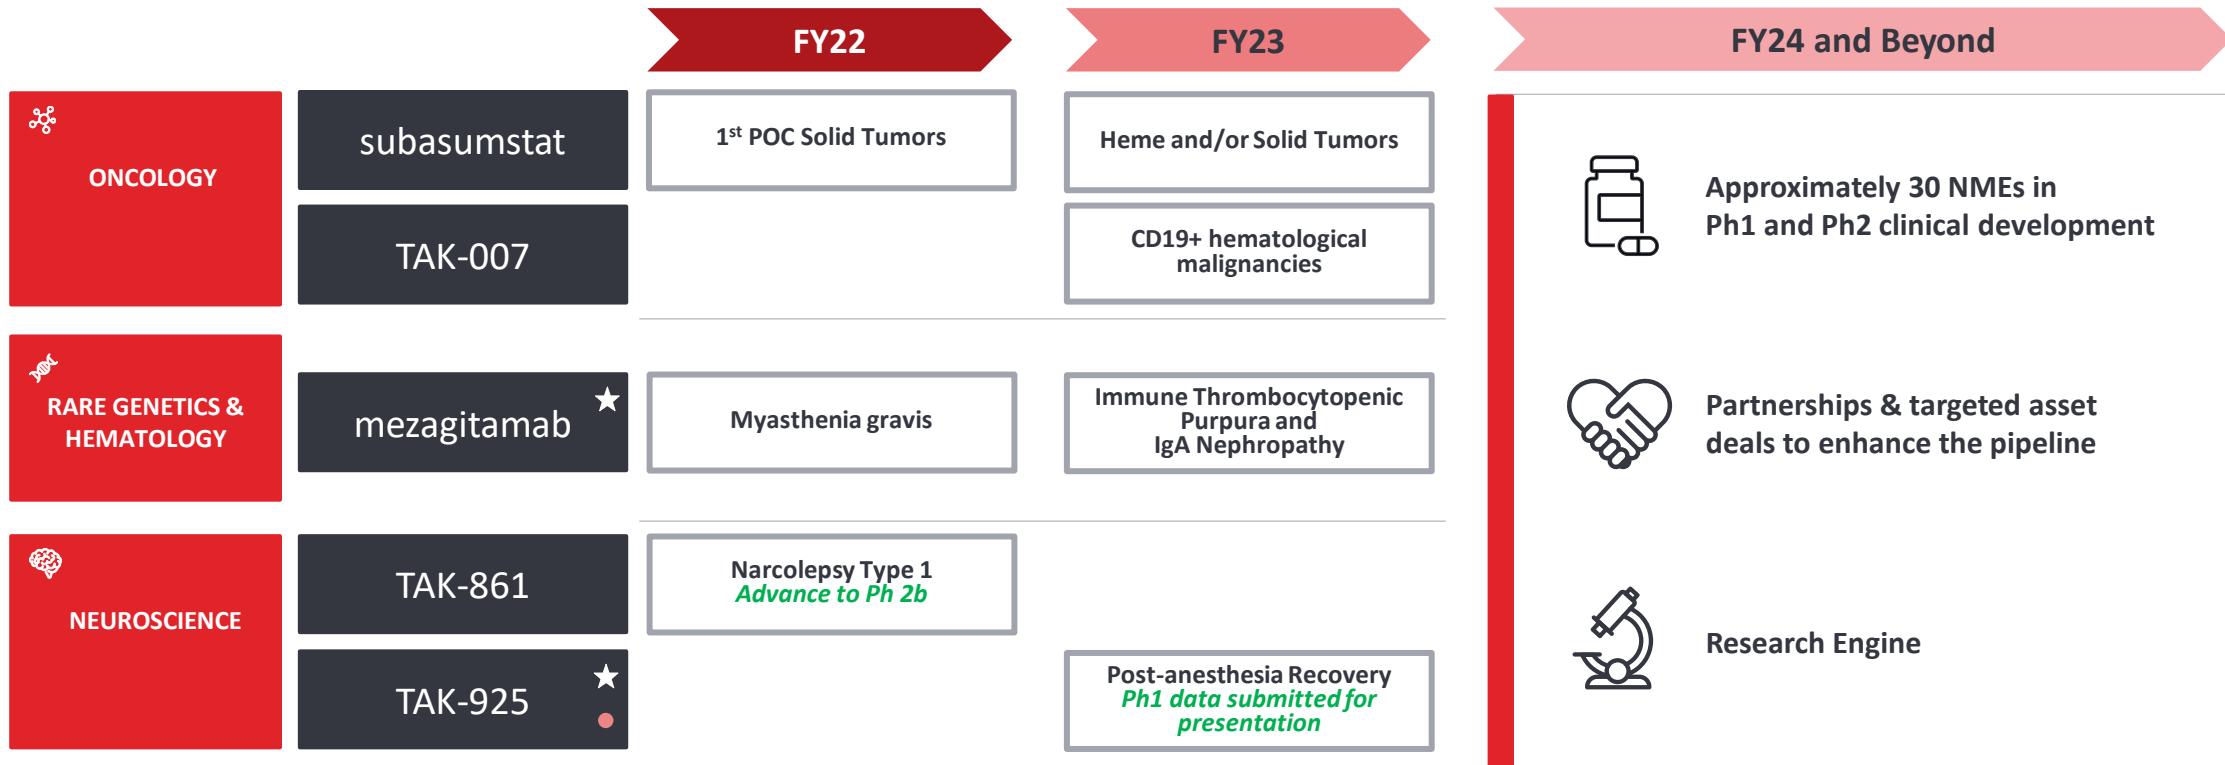 FY22
FY23
FY24 and Beyond
ONCOLOGY
subasumstat
1st POC Solid Tumors
Heme and/or Solid Tumors
TAK-007
CD19+ hematological
malignancies
RARE GENETICS &
HEMATOLOGY
mezagitamab
Myasthenia gravis
Immune Thrombocytopenic
Purpura and
IgA Nephropathy
NEUROSCIENCE
TAK-861
Narcolepsy Type 1
Advance to Ph 2b
TAK-925
Post-anesthesia Recovery
Ph1 data submitted for
presentation
Approximately 30 NMEs in
Ph1 and Ph2 clinical development
Partnerships & targeted asset
deals to enhance the pipeline
Research Engine